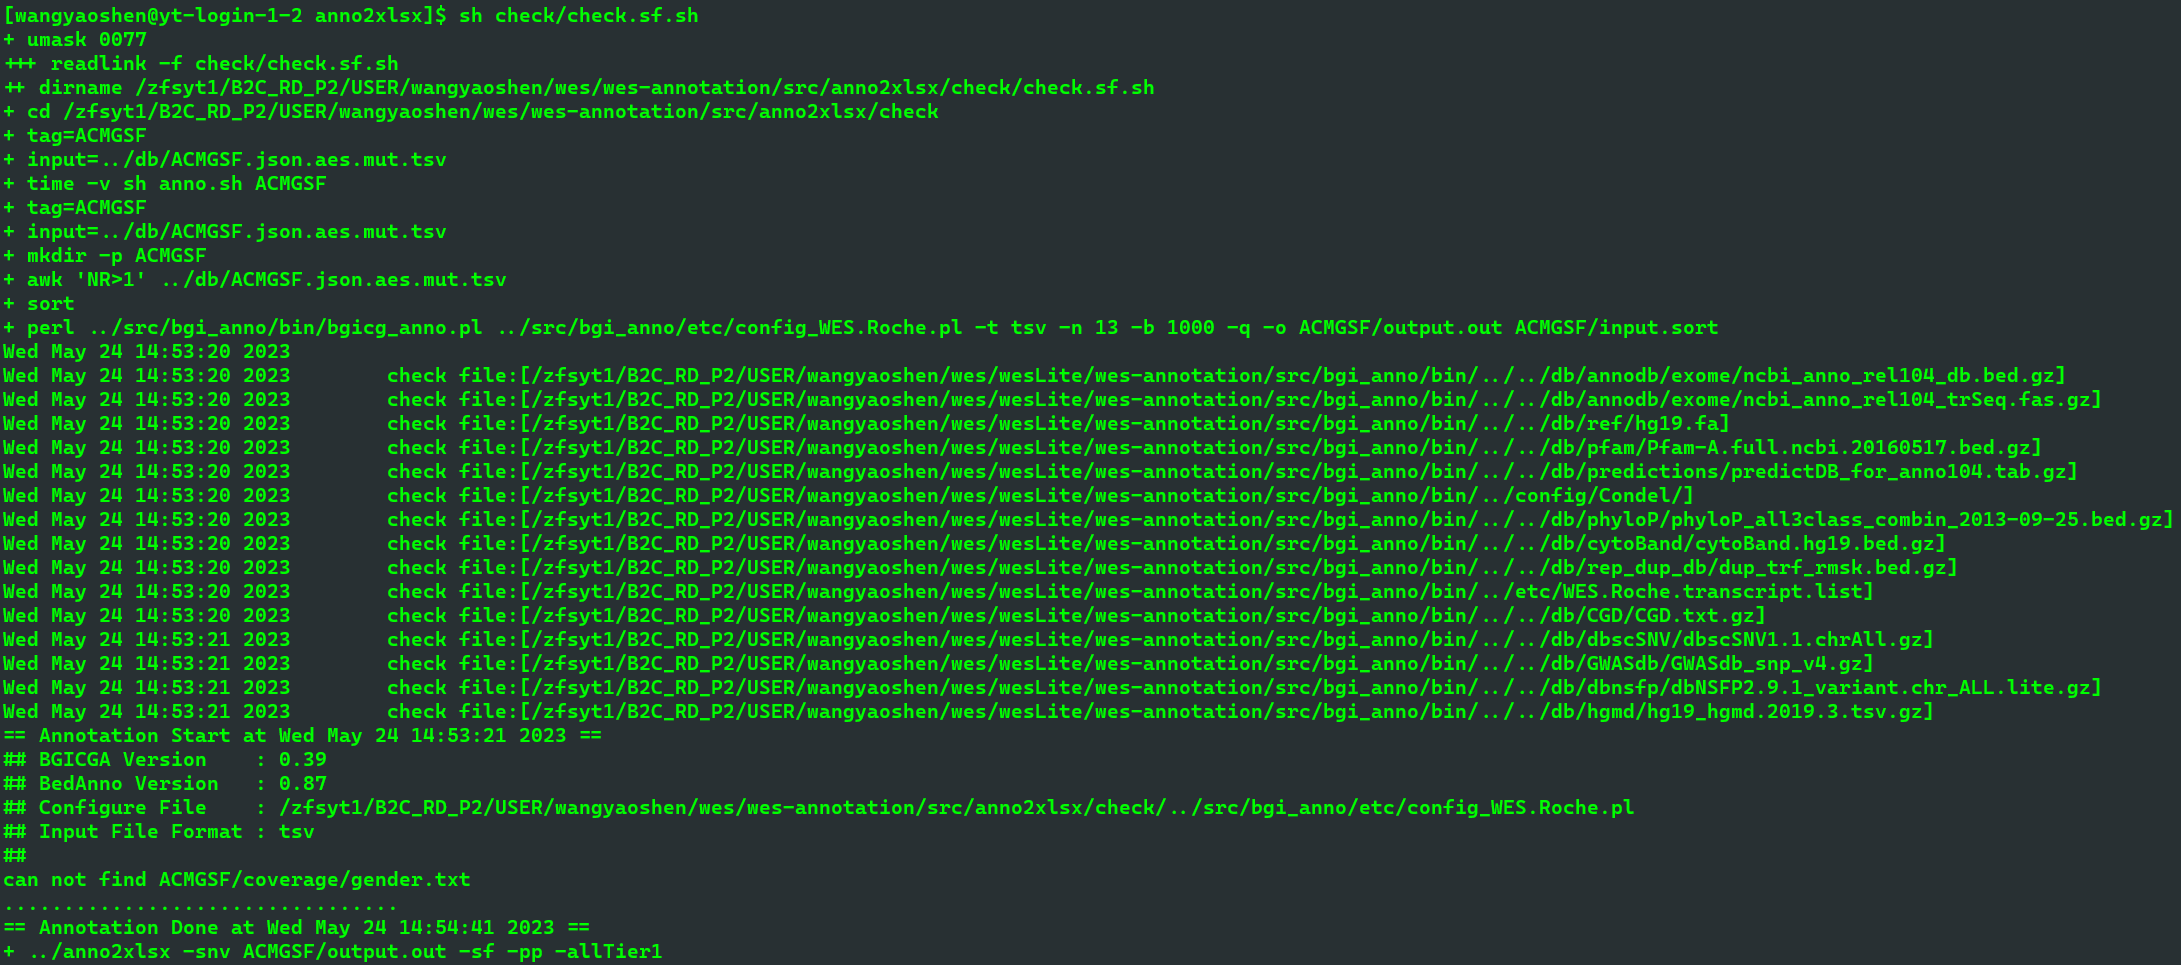 [wangyaoshen@yt-login-1-2 anno2xlsx]$ sh check/check.sf.sh
+ umask 0077
+++ readlink -f check/check.sf.sh
++ dirname /zfsyt1/B2C_RD_P2/USER/wangyaoshen/wes/wes-annotation/src/anno2xlsx/check/check.sf.sh
+ cd /zfsyt1/B2C_RD_P2/USER/wangyaoshen/wes/wes-annotation/src/anno2xlsx/check
+ tag=ACMGSF
+ input=../db/ACMGSF.json.aes.mut.tsv
+ time -v sh anno.sh ACMGSF
+ tag=ACMGSF
+ input=../db/ACMGSF.json.aes.mut.tsv
+ mkdir -p ACMGSF
+ awk 'NR>1' ../db/ACMGSF.json.aes.mut.tsv
+ sort
+ perl ../src/bgi_anno/bin/bgicg_anno.pl ../src/bgi_anno/etc/config_WES.Roche.pl -t tsv -n 13 -b 1000 -q -o ACMGSF/output.out ACMGSF/input.sort
Wed May 24 14:53:20 2023
Wed May 24 14:53:20 2023        check file:[/zfsyt1/B2C_RD_P2/USER/wangyaoshen/wes/wesLite/wes-annotation/src/bgi_anno/bin/../../db/annodb/exome/ncbi_anno_rel104_db.bed.gz]
Wed May 24 14:53:20 2023        check file:[/zfsyt1/B2C_RD_P2/USER/wangyaoshen/wes/wesLite/wes-annotation/src/bgi_anno/bin/../../db/annodb/exome/ncbi_anno_rel104_trSeq.fas.gz]
Wed May 24 14:53:20 2023        check file:[/zfsyt1/B2C_RD_P2/USER/wangyaoshen/wes/wesLite/wes-annotation/src/bgi_anno/bin/../../db/ref/hg19.fa]
Wed May 24 14:53:20 2023        check file:[/zfsyt1/B2C_RD_P2/USER/wangyaoshen/wes/wesLite/wes-annotation/src/bgi_anno/bin/../../db/pfam/Pfam-A.full.ncbi.20160517.bed.gz]
Wed May 24 14:53:20 2023        check file:[/zfsyt1/B2C_RD_P2/USER/wangyaoshen/wes/wesLite/wes-annotation/src/bgi_anno/bin/../../db/predictions/predictDB_for_anno104.tab.gz]
Wed May 24 14:53:20 2023        check file:[/zfsyt1/B2C_RD_P2/USER/wangyaoshen/wes/wesLite/wes-annotation/src/bgi_anno/bin/../config/Condel/]
Wed May 24 14:53:20 2023        check file:[/zfsyt1/B2C_RD_P2/USER/wangyaoshen/wes/wesLite/wes-annotation/src/bgi_anno/bin/../../db/phyloP/phyloP_all3class_combin_2013-09-25.bed.gz]
Wed May 24 14:53:20 2023        check file:[/zfsyt1/B2C_RD_P2/USER/wangyaoshen/wes/wesLite/wes-annotation/src/bgi_anno/bin/../../db/cytoBand/cytoBand.hg19.bed.gz]
Wed May 24 14:53:20 2023        check file:[/zfsyt1/B2C_RD_P2/USER/wangyaoshen/wes/wesLite/wes-annotation/src/bgi_anno/bin/../../db/rep_dup_db/dup_trf_rmsk.bed.gz]
Wed May 24 14:53:20 2023        check file:[/zfsyt1/B2C_RD_P2/USER/wangyaoshen/wes/wesLite/wes-annotation/src/bgi_anno/bin/../etc/WES.Roche.transcript.list]
Wed May 24 14:53:20 2023        check file:[/zfsyt1/B2C_RD_P2/USER/wangyaoshen/wes/wesLite/wes-annotation/src/bgi_anno/bin/../../db/CGD/CGD.txt.gz]
Wed May 24 14:53:21 2023        check file:[/zfsyt1/B2C_RD_P2/USER/wangyaoshen/wes/wesLite/wes-annotation/src/bgi_anno/bin/../../db/dbscSNV/dbscSNV1.1.chrAll.gz]
Wed May 24 14:53:21 2023        check file:[/zfsyt1/B2C_RD_P2/USER/wangyaoshen/wes/wesLite/wes-annotation/src/bgi_anno/bin/../../db/GWASdb/GWASdb_snp_v4.gz]
Wed May 24 14:53:21 2023        check file:[/zfsyt1/B2C_RD_P2/USER/wangyaoshen/wes/wesLite/wes-annotation/src/bgi_anno/bin/../../db/dbnsfp/dbNSFP2.9.1_variant.chr_ALL.lite.gz]
Wed May 24 14:53:21 2023        check file:[/zfsyt1/B2C_RD_P2/USER/wangyaoshen/wes/wesLite/wes-annotation/src/bgi_anno/bin/../../db/hgmd/hg19_hgmd.2019.3.tsv.gz]
== Annotation Start at Wed May 24 14:53:21 2023 ==
## BGICGA Version    : 0.39
## BedAnno Version   : 0.87
## Configure File    : /zfsyt1/B2C_RD_P2/USER/wangyaoshen/wes/wes-annotation/src/anno2xlsx/check/../src/bgi_anno/etc/config_WES.Roche.pl
## Input File Format : tsv
##
can not find ACMGSF/coverage/gender.txt
.................................
== Annotation Done at Wed May 24 14:54:41 2023 ==
+ ../anno2xlsx -snv ACMGSF/output.out -sf -pp -allTier1